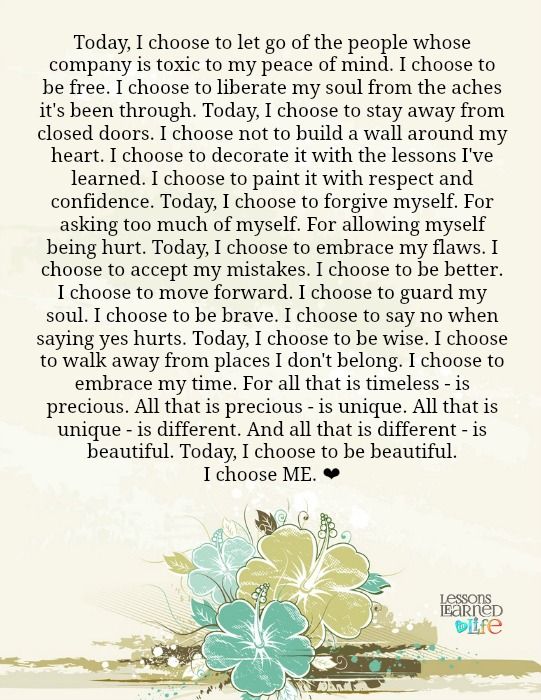 Today, I choose to let go of the people whose
company is toxic to my peace of mind. I choose to
be free. I choose to liberate my soul from the aches
it's been through. Today, I choose to stay away from
closed doors. I choose not to build a wall around my
heart. I choose to decorate it with the lessons I've
learned. I choose to paint it with respect and
confidence. Today, I choose to forgive myself. For
asking too much of myself. For allowing myself
being hurt. Today, I choose to embrace my flaws. I
choose to accept my mistakes. I choose to be better.
I choose to move forward. I choose to guard my
soul. I choose to be brave. I choose to say no when
saying yes hurts. Today, I choose to be wise. I choose
to walk away from places I don't belong. I choose to
embrace my time. For all that is timeless - is
precious. All that is precious - is unique. All that is
unique - is different. And all that is different - is
beautiful. Today, I choose to be beautiful.
I choose ME. ❤
LESSONS
LEARNED
IN LiFe